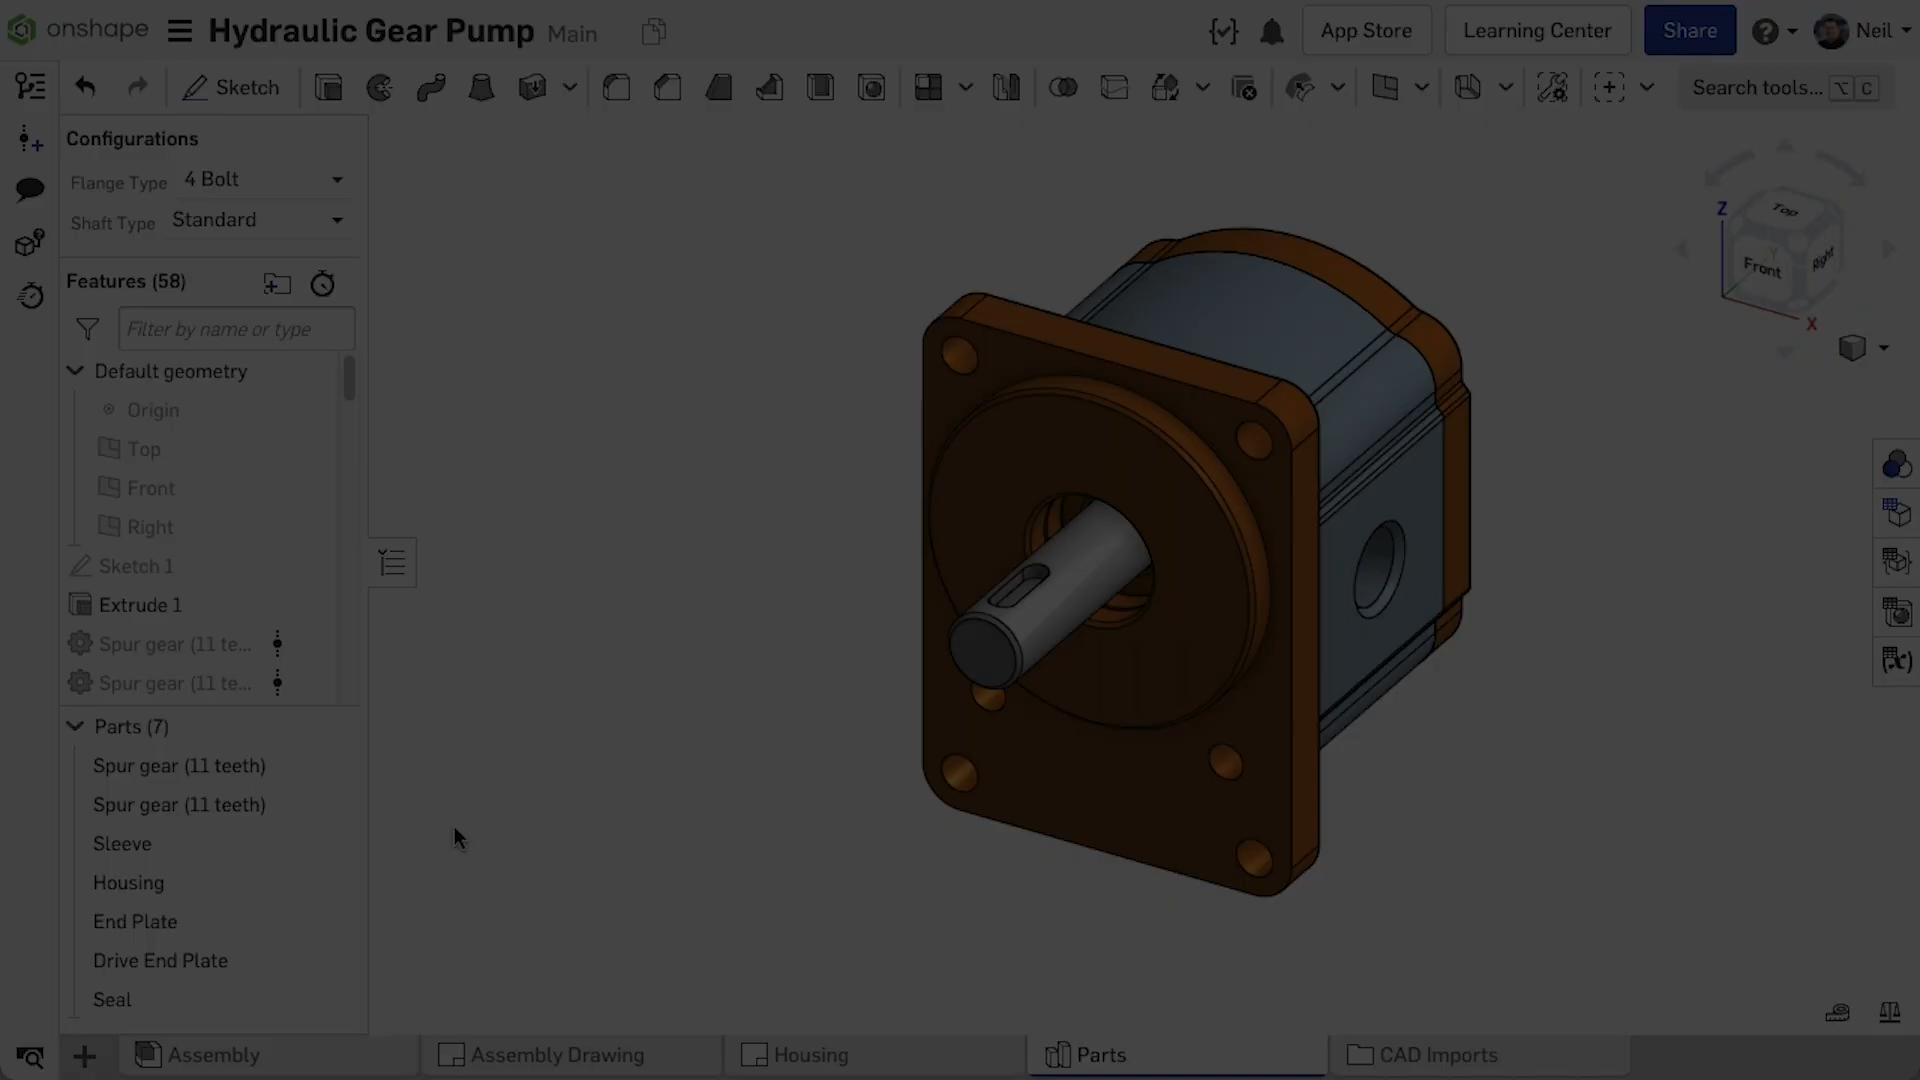 onshape Hydraulic Gear Pump Main App Store Learning Center Share Neil
Sketch Search tools... ⌥ C
Configurations
Flange Type 4 Bolt
Shaft Type Standard
Features (58)
Filter by name or type
Default geometry
Origin
Top
Front
Right
Sketch 1
Extrude 1
Spur gear (11 te...
Spur gear (11 te...
Parts (7)
Spur gear (11 teeth)
Spur gear (11 teeth)
Sleeve
Housing
End Plate
Drive End Plate
Seal
Z
Top
Y
Front
Right
X
Assembly Assembly Drawing Housing Parts CAD Imports